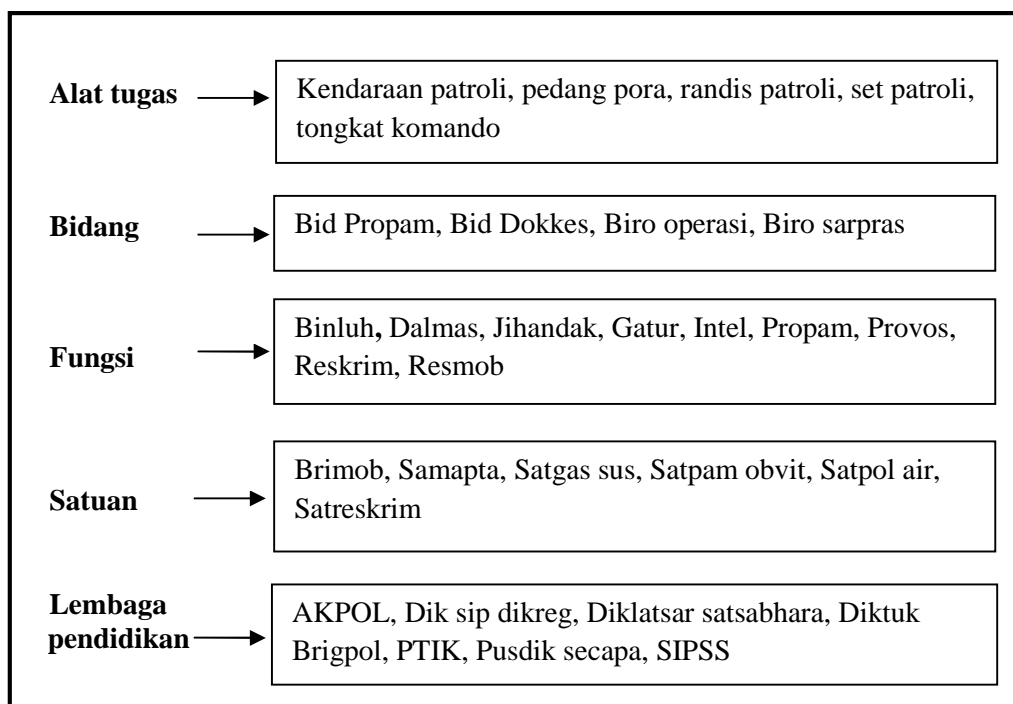 Alat tugas
Kendaraan patroli, pedang pora, randis patroli, set patroli,
tongkat komando
Bidang
Bid Propam, Bid Dokkes, Biro operasi, Biro sarpras
Fungsi
Binluh, Dalmas, Jihandak, Gatur, Intel, Propam, Provos,
Reskrim, Resmob
Satuan
Brimob, Samapta, Satgas sus, Satpam obvit, Satpol air,
Satreskrim
Lembaga
pendidikan
AKPOL, Dik sip dikreg, Diklatsar satsabhara, Diktuk
Brigpol, PTIK, Pusdik secapa, SIPSS